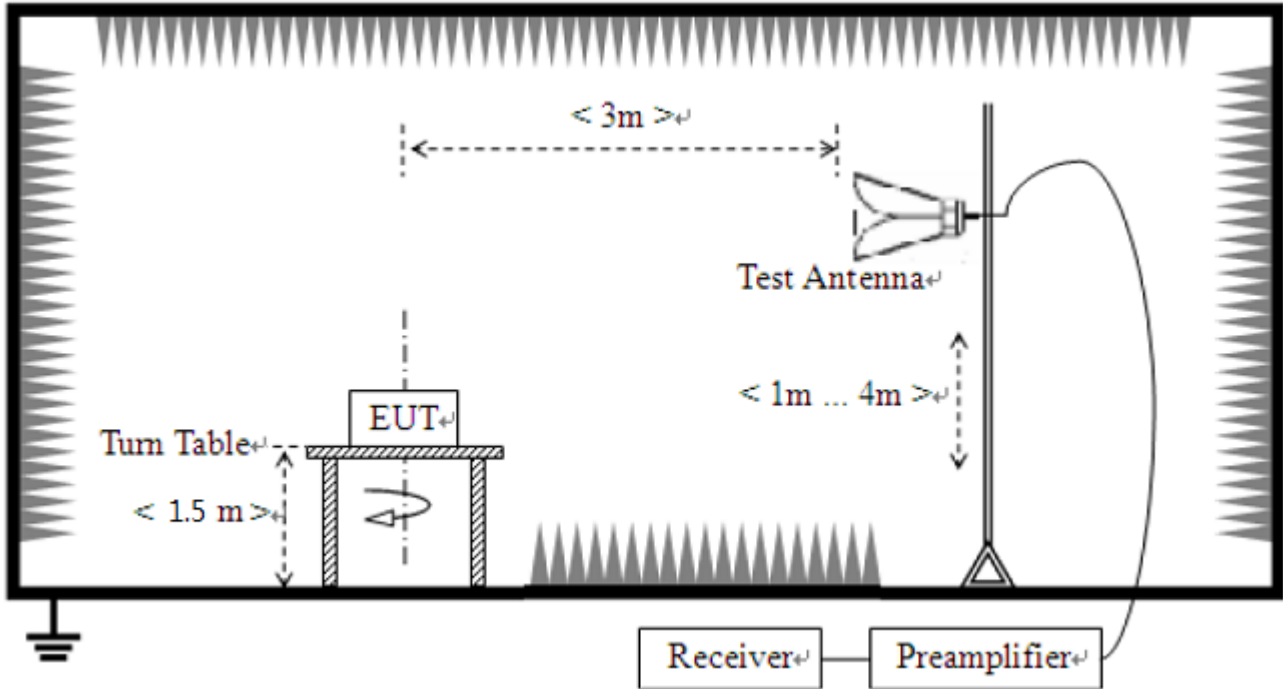 < 3m >↵
Test Antenna↵
< 1m ... 4m >↵
EUT↵
Turn Table↵
< 1.5 m >↵
Receiver↵
Preamplifier↵